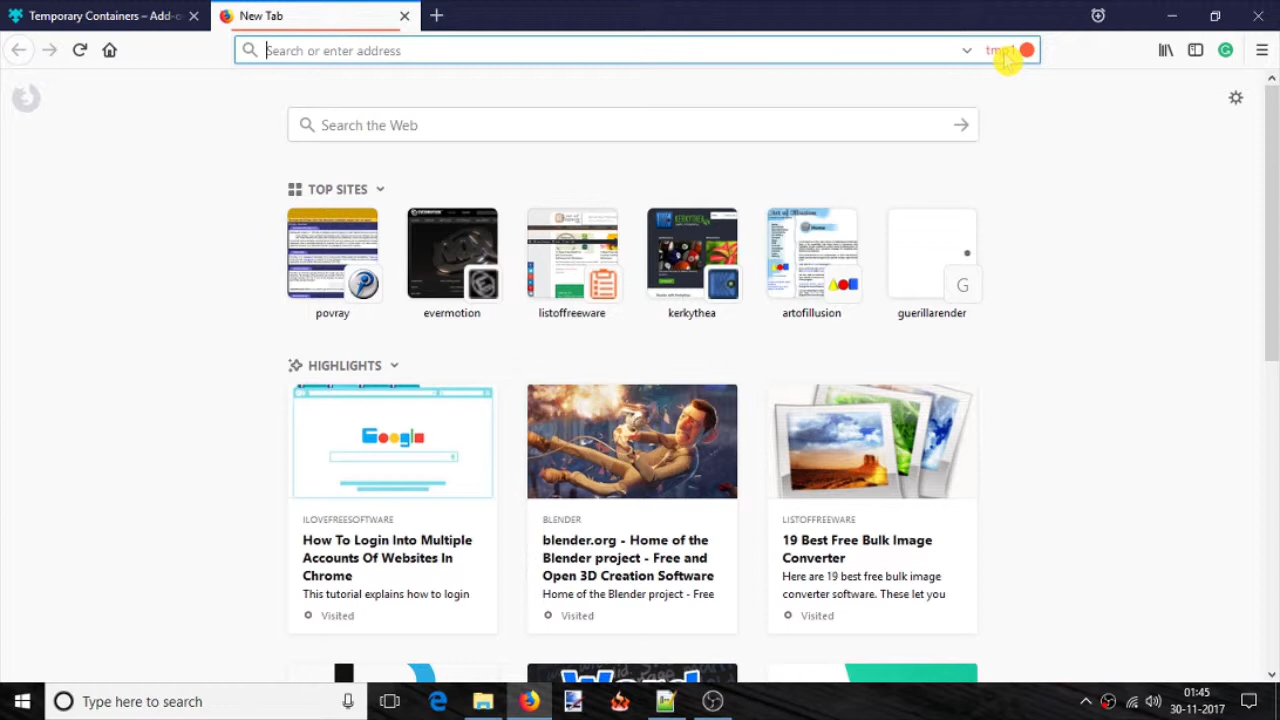 Temporary Containers – Add-o
New Tab
Search or enter address
Search the Web
TOP SITES
G
povray
evermotion
listoffreeware
kerkythea
artofillusion
guerillarender
HIGHLIGHTS
Google
ILOVEFREESOFTWARE
How To Login Into Multiple
Accounts Of Websites In
Chrome
This tutorial explains how to login
Visited
BLENDER
blender.org - Home of the
Blender project - Free and
Open 3D Creation Software
Home of the Blender project - Free
Visited
LISTOFFREEWARE
19 Best Free Bulk Image
Converter
Here are 19 best free bulk image
converter software. These let you
Visited
Word
Type here to search
01:45
30-11-2017